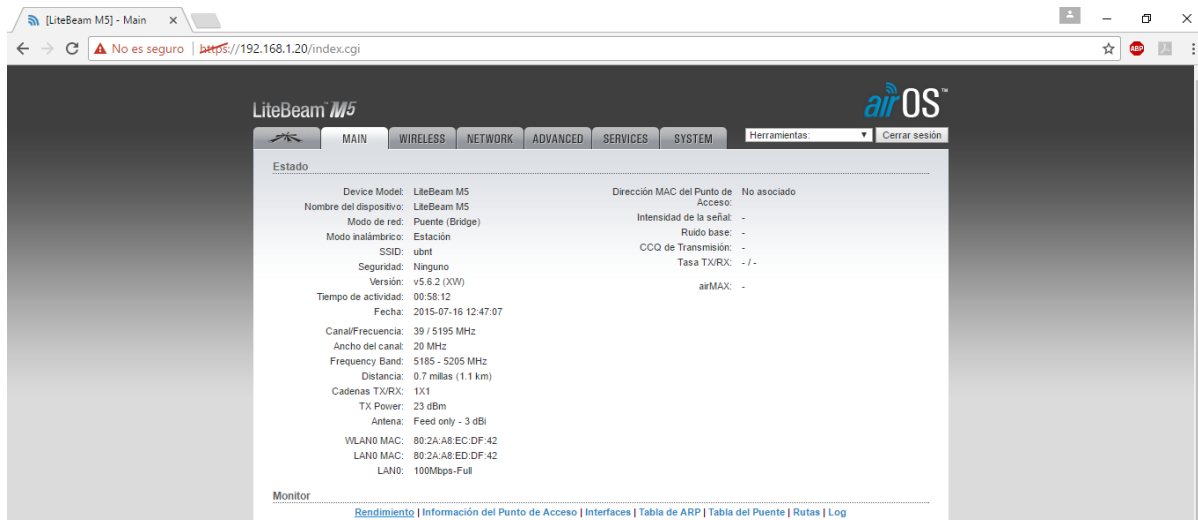 [LiteBeam M5] - Main
No es seguro | https://192.168.1.20/index.cgi
ABP
LiteBeam™ M5
airOS™
MAIN WIRELESS NETWORK ADVANCED SERVICES SYSTEM Herramientas: Cerrar sesión
Estado
Device Model: LiteBeam M5
Nombre del dispositivo: LiteBeam M5
Modo de red: Puente (Bridge)
Modo inalámbrico: Estación
SSID: ubnt
Seguridad: Ninguno
Versión: v5.6.2 (XW)
Tiempo de actividad: 00:58:12
Fecha: 2015-07-16 12:47:07
Canal/Frecuencia: 39 / 5195 MHz
Ancho del canal: 20 MHz
Frequency Band: 5185 - 5205 MHz
Distancia: 0.7 millas (1.1 km)
Cadenas TX/RX: 1X1
TX Power: 23 dBm
Antena: Feed only - 3 dBi
WLAN0 MAC: 80:2A:A8:EC:DF:42
LAN0 MAC: 80:2A:A8:ED:DF:42
LAN0: 100Mbps-Full
Dirección MAC del Punto de Acceso: No asociado
Intensidad de la señal: -
Ruido base: -
CCQ de Transmisión: -
Tasa TX/RX: - / -
airMAX: -
Monitor
Rendimiento | Información del Punto de Acceso | Interfaces | Tabla de ARP | Tabla del Puente | Rutas | Log